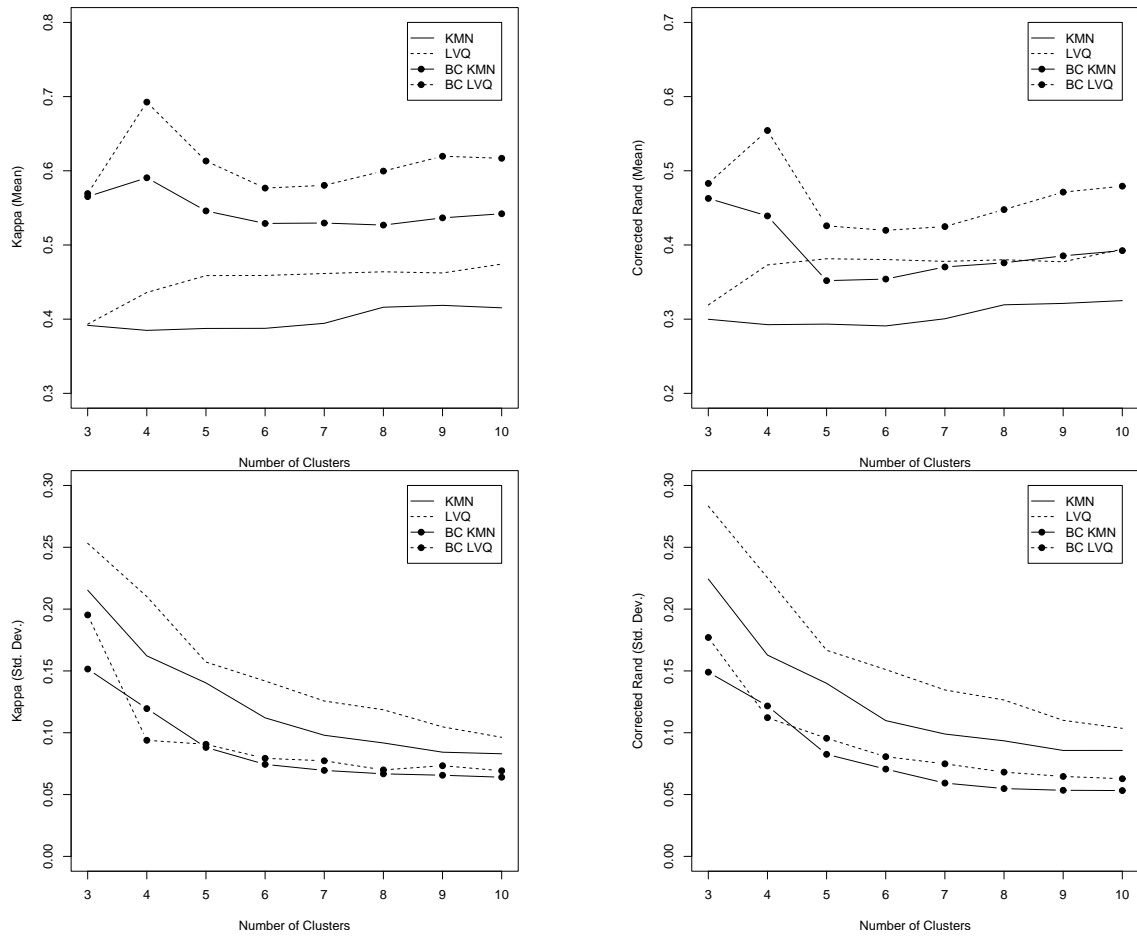 Kappa (Mean)
0.8
0.7
0.6
0.5
0.4
0.3
KMN
LVQ
BC KMN
BC LVQ
3 4 5 6 7 8 9 10
Number of Clusters
Corrected Rand (Mean)
0.7
0.6
0.5
0.4
0.3
0.2
KMN
LVQ
BC KMN
BC LVQ
3 4 5 6 7 8 9 10
Number of Clusters
Kappa (Std. Dev.)
0.30
0.25
0.20
0.15
0.10
0.05
0.00
KMN
LVQ
BC KMN
BC LVQ
3 4 5 6 7 8 9 10
Number of Clusters
Corrected Rand (Std. Dev.)
0.30
0.25
0.20
0.15
0.10
0.05
0.00
KMN
LVQ
BC KMN
BC LVQ
3 4 5 6 7 8 9 10
Number of Clusters